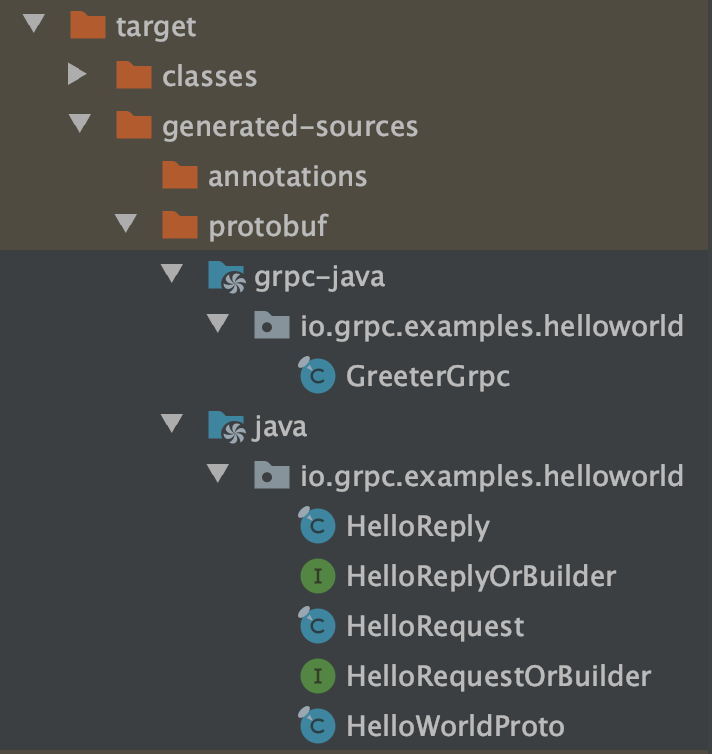 target
classes
generated-sources
annotations
protobuf
grpc-java
io.grpc.examples.helloworld
C GreeterGrpc
java
io.grpc.examples.helloworld
C HelloReply
I HelloReplyOrBuilder
C HelloRequest
I HelloRequestOrBuilder
C HelloWorldProto